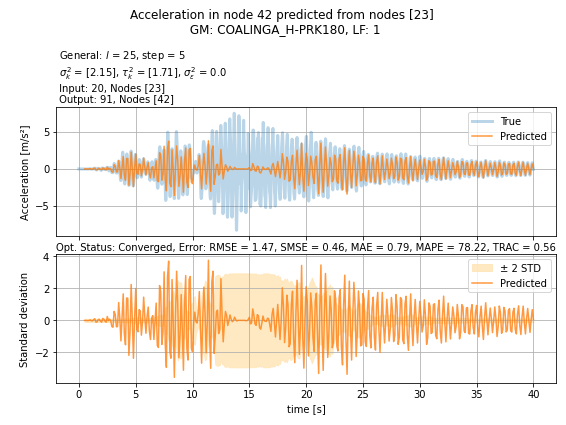 Acceleration in node 42 predicted from nodes [23]
GM: COALINGA_H-PRK180, LF: 1
General: l = 25, step = 5
σ²ₖ = [2.15], τ²ₖ = [1.71], σ²ε = 0.0
Input: 20, Nodes [23]
Output: 91, Nodes [42]
True
Predicted
5
0
−5
Acceleration [m/s²]
Opt. Status: Converged, Error: RMSE = 1.47, SMSE = 0.46, MAE = 0.79, MAPE = 78.22, TRAC = 0.56
± 2 STD
Predicted
4
2
0
−2
Standard deviation
0 5 10 15 20 25 30 35 40
time [s]